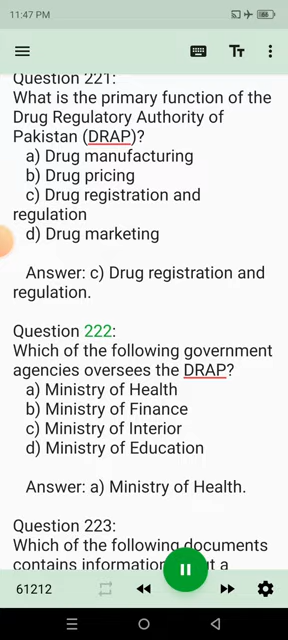 11:47 PM
86
Question 221:
What is the primary function of the
Drug Regulatory Authority of
Pakistan (DRAP)?
a) Drug manufacturing
b) Drug pricing
c) Drug registration and
regulation
d) Drug marketing
Answer: c) Drug registration and
regulation.
Question 222:
Which of the following government
agencies oversees the DRAP?
a) Ministry of Health
b) Ministry of Finance
c) Ministry of Interior
d) Ministry of Education
Answer: a) Ministry of Health.
Question 223:
Which of the following documents
contains information a
61212